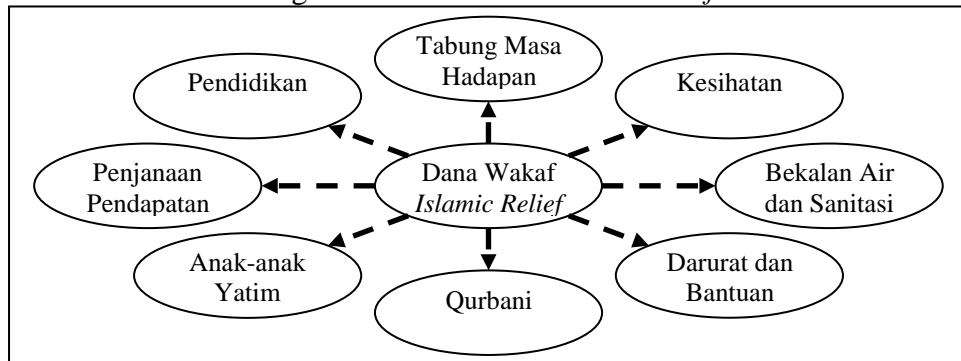 Tabung Masa
Hadapan
Pendidikan
Kesihatan
Penjanaan
Pendapatan
Dana Wakaf
Islamic Relief
Bekalan Air
dan Sanitasi
Anak-anak
Yatim
Qurbani
Darurat dan
Bantuan